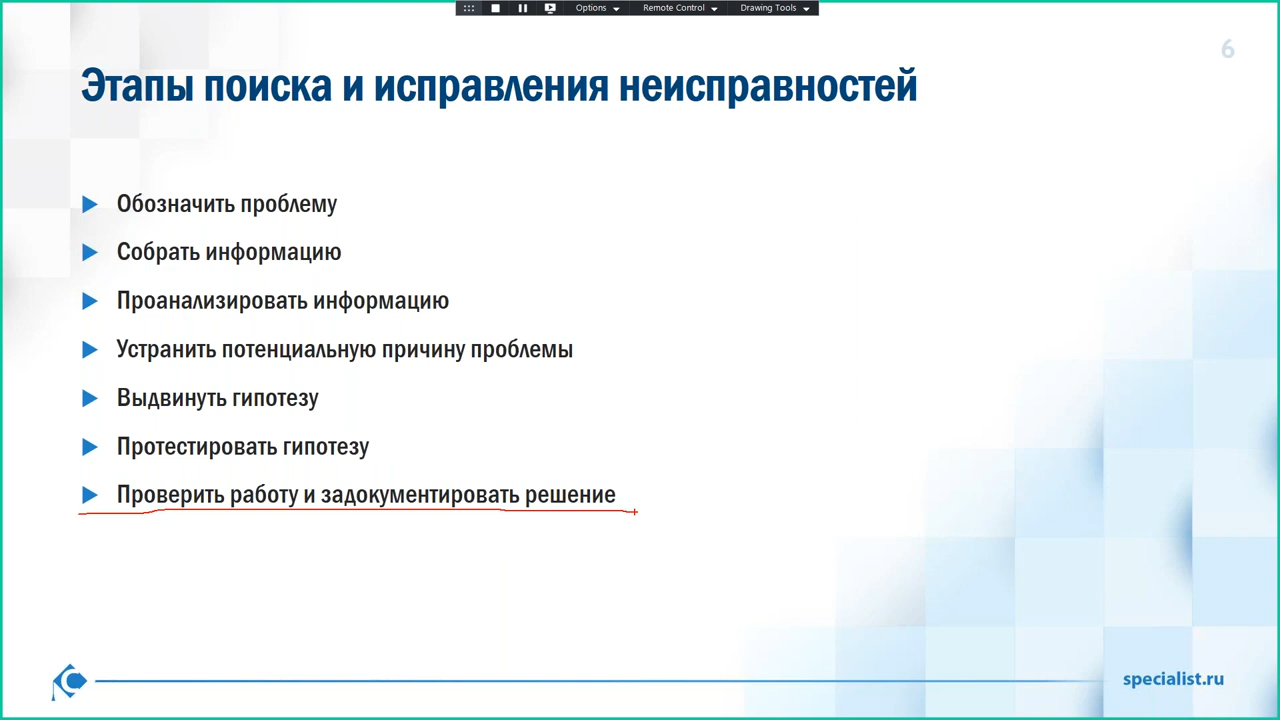 Options
Remote Control
Drawing Tools
6
Этапы поиска и исправления неисправностей
Обозначить проблему
Собрать информацию
Проанализировать информацию
Устранить потенциальную причину проблемы
Выдвинуть гипотезу
Протестировать гипотезу
Проверить работу и задокументировать решение
specialist.ru